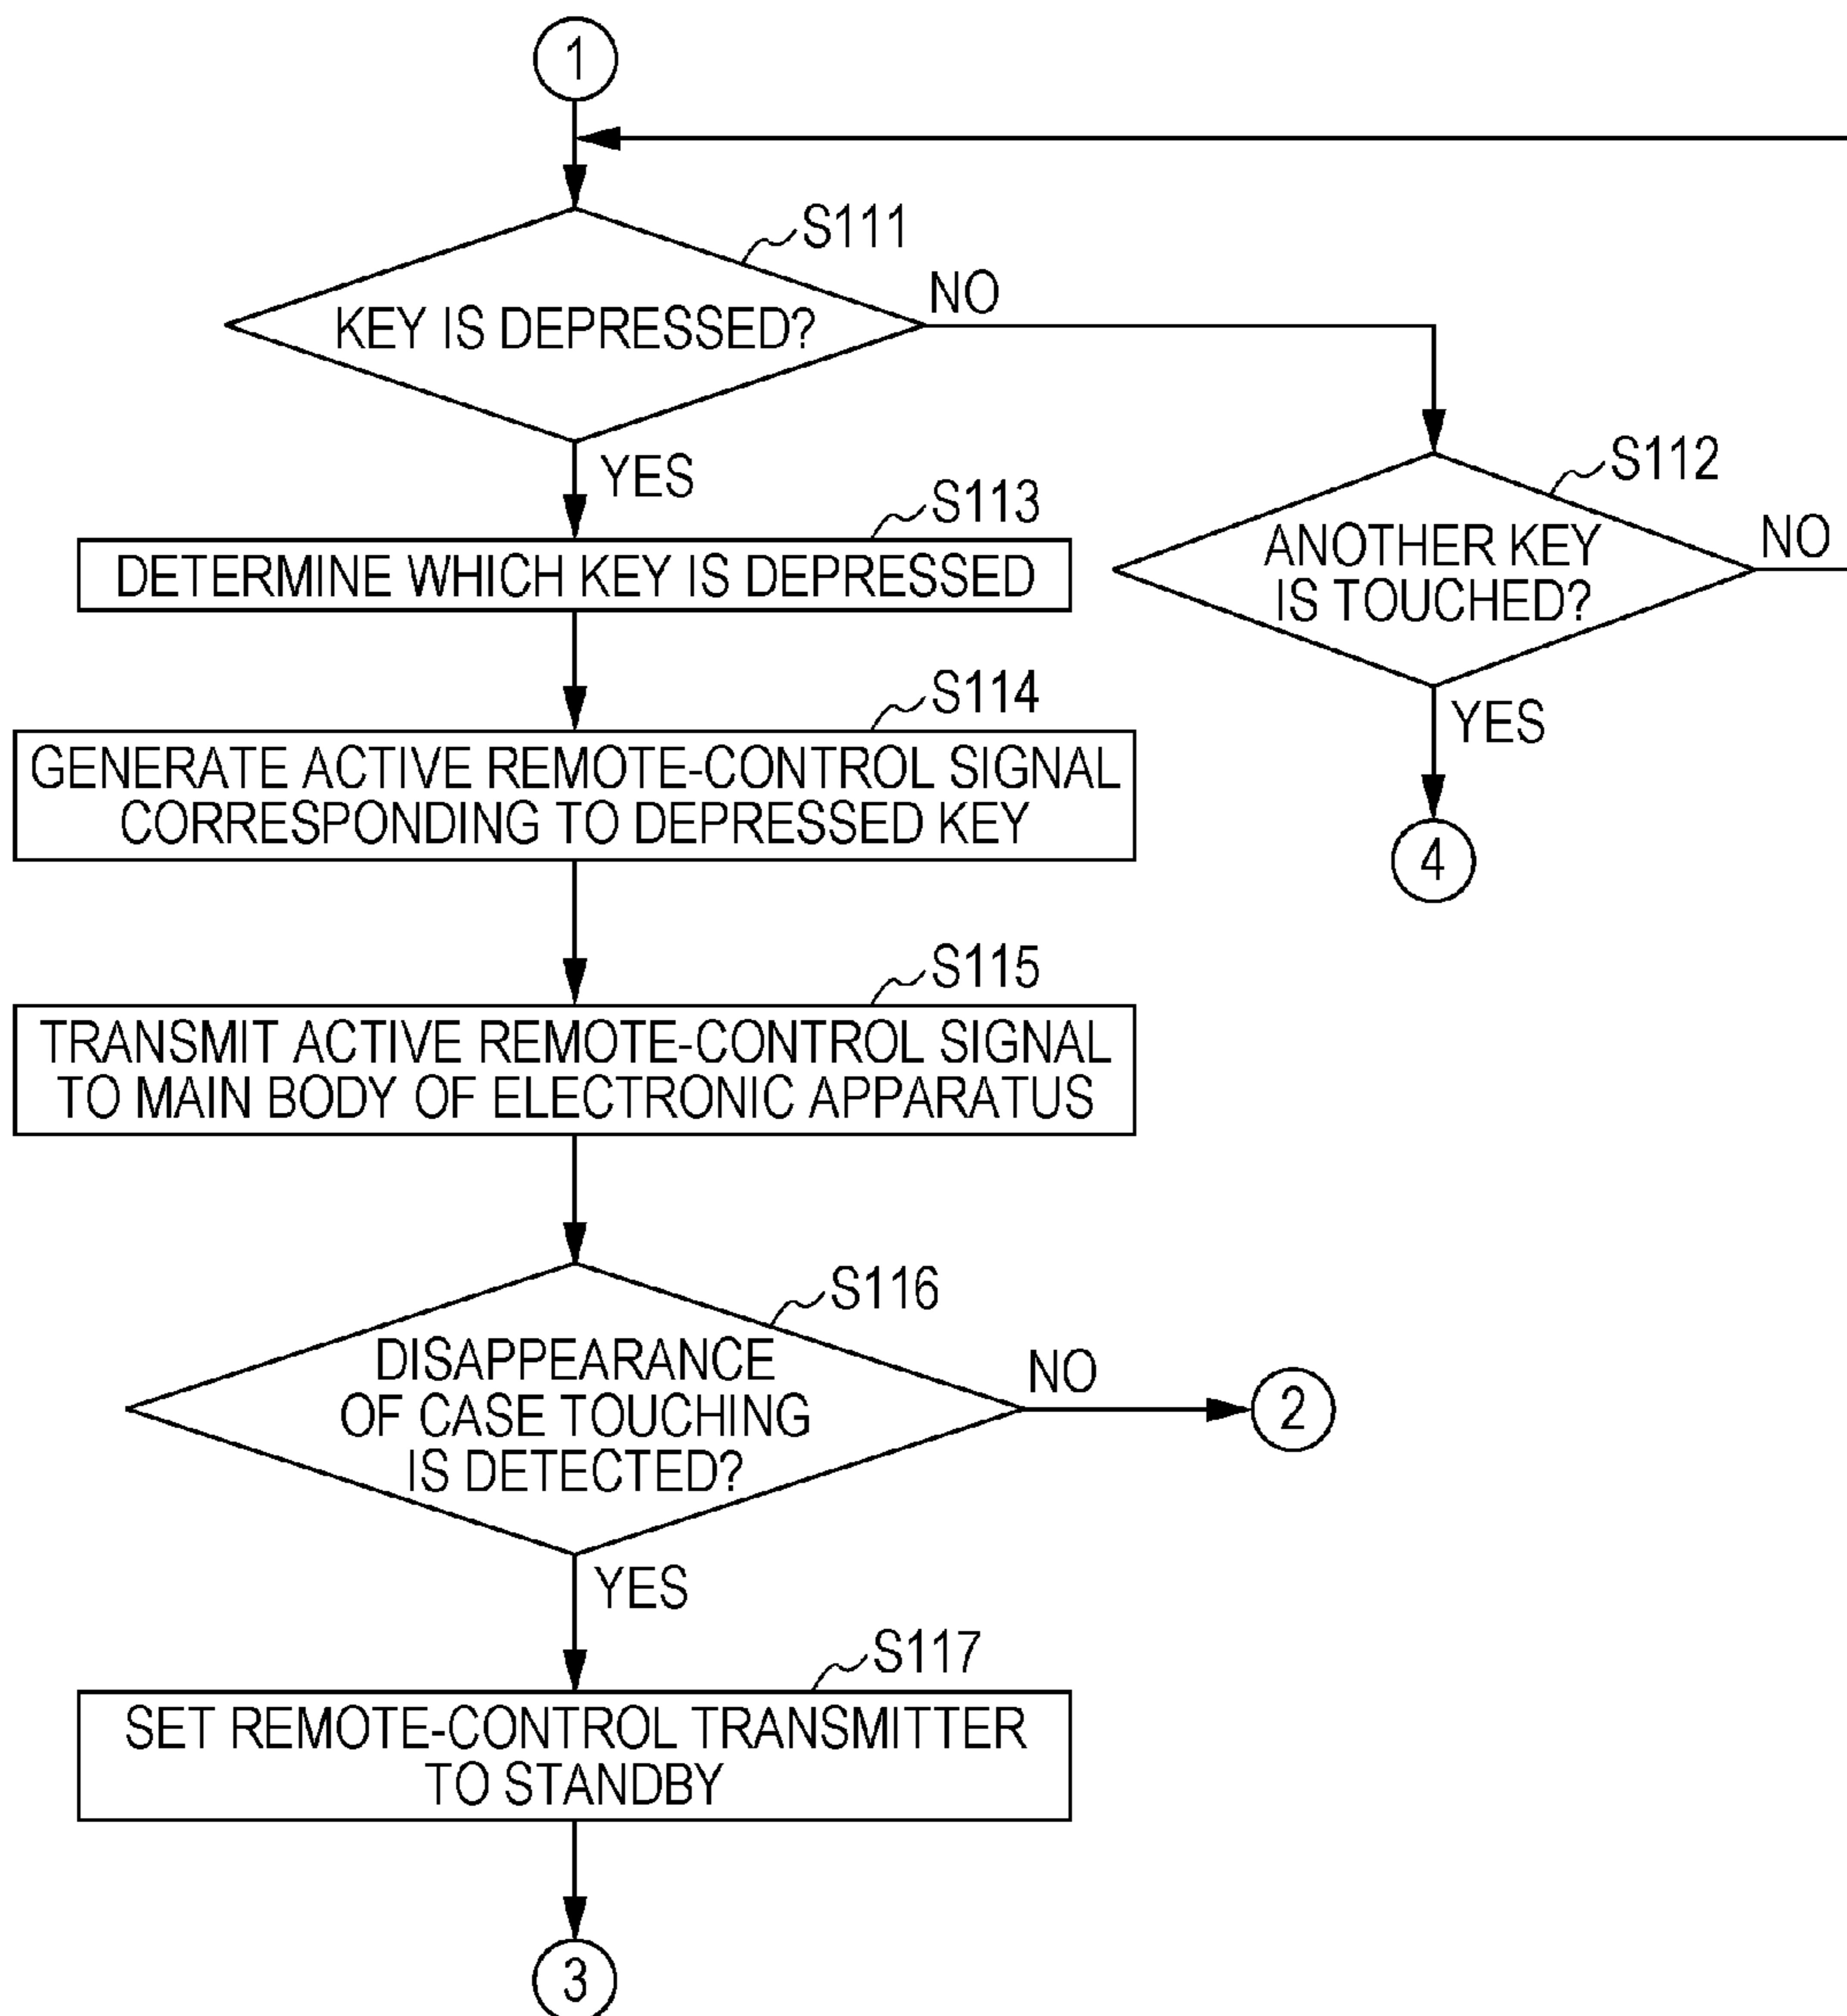 1
S111
KEY IS DEPRESSED?
NO
YES
S112
ANOTHER KEY
IS TOUCHED?
NO
YES
4
S113
DETERMINE WHICH KEY IS DEPRESSED
S114
GENERATE ACTIVE REMOTE-CONTROL SIGNAL
CORRESPONDING TO DEPRESSED KEY
S115
TRANSMIT ACTIVE REMOTE-CONTROL SIGNAL
TO MAIN BODY OF ELECTRONIC APPARATUS
S116
DISAPPEARANCE
OF CASE TOUCHING
IS DETECTED?
NO
2
YES
S117
SET REMOTE-CONTROL TRANSMITTER
TO STANDBY
3